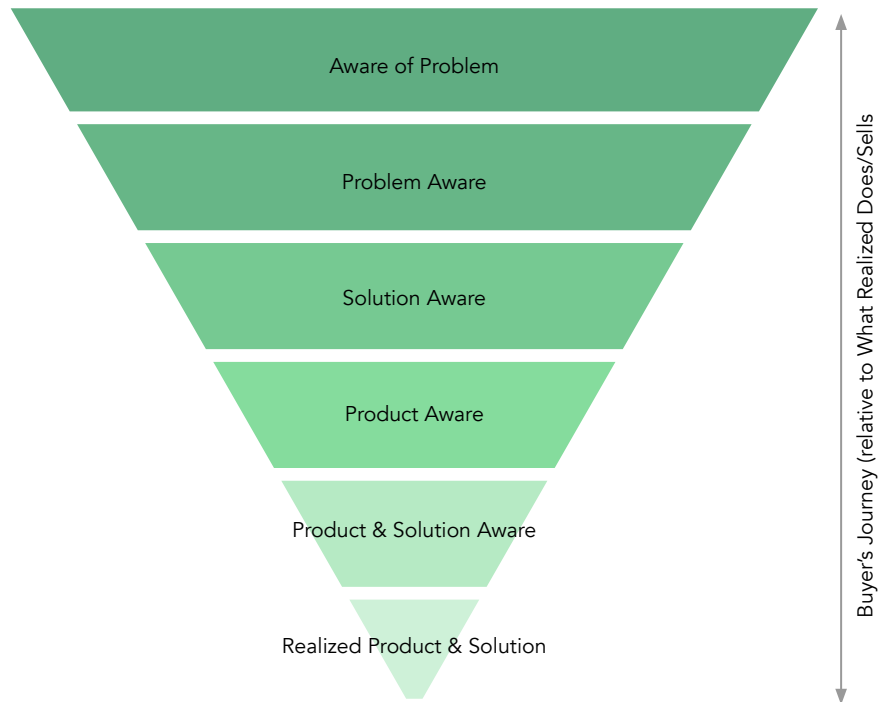 Aware of Problem
Problem Aware
Solution Aware
Product Aware
Product & Solution Aware
Realized Product & Solution
Buyer's Journey (relative to What Realized Does/Sells